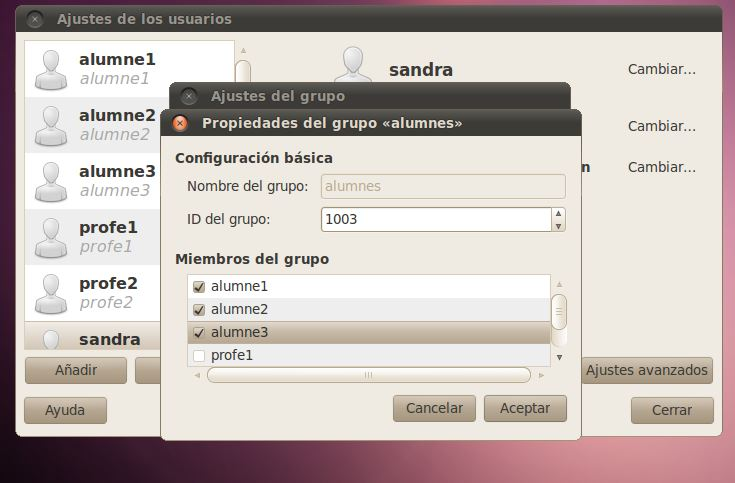 Ajustes de los usuarios
alumne1
alumne1
alumne2
alumne2
alumne3
alumne3
profe1
profe1
profe2
profe2
sandra
sandra
Cambiar...
Cambiar...
n
Cambiar...
Añadir
Ajustes avanzados
Ayuda
Cerrar
Ajustes del grupo
Propiedades del grupo «alumnes»
Configuración básica
Nombre del grupo: alumnes
ID del grupo: 1003
Miembros del grupo
alumne1
alumne2
alumne3
profe1
Cancelar
Aceptar